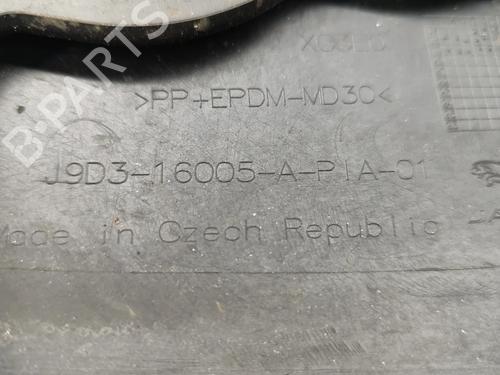 B-PARTS
>PP+EPDM-MD30<
J9D3-16005-A-PIA-01
Made in Czech Republic